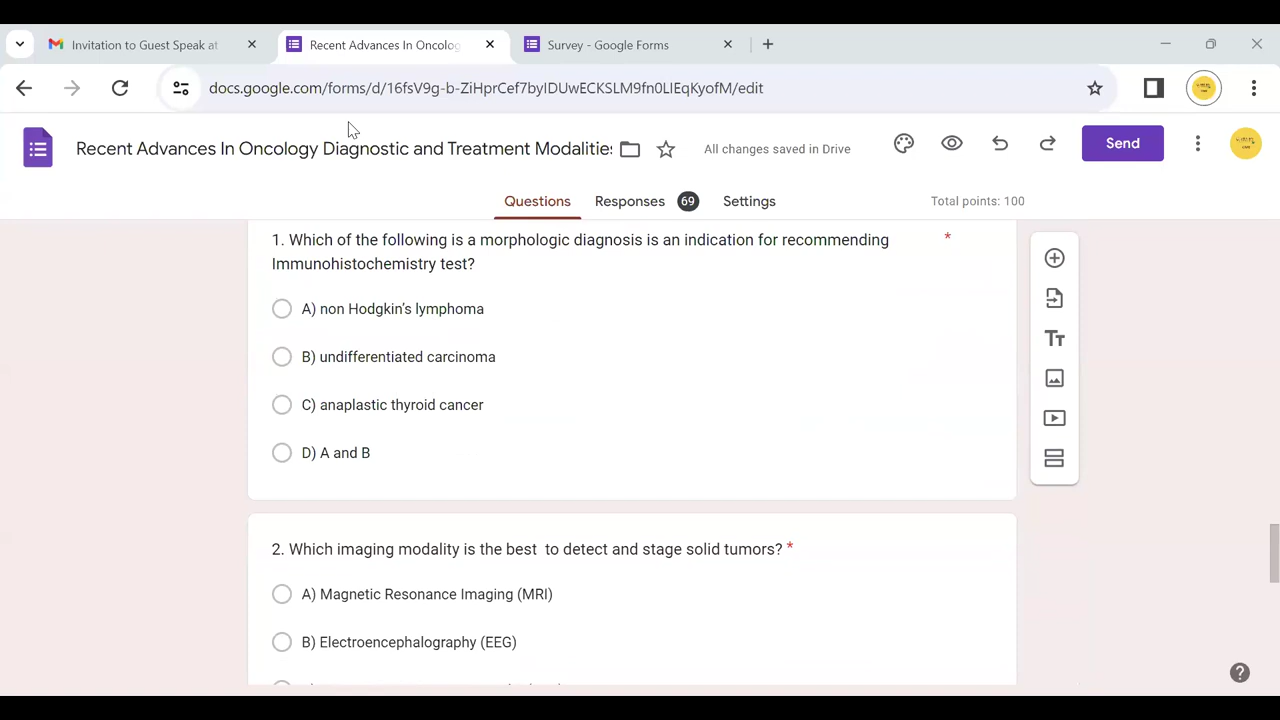 Invitation to Guest Speak at
Recent Advances In Oncolo
Survey - Google Forms
docs.google.com/forms/d/16fsV9g-b-ZiHprCef7byIDUwECKSLM9fn0LIEqKyofM/edit
Recent Advances In Oncology Diagnostic and Treatment Modalities
All changes saved in Drive
Send
Questions
Responses 69
Settings
Total points: 100
1. Which of the following is a morphologic diagnosis is an indication for recommending *
Immunohistochemistry test?
A) non Hodgkin's lymphoma
B) undifferentiated carcinoma
C) anaplastic thyroid cancer
D) A and B
Tт
2. Which imaging modality is the best to detect and stage solid tumors? *
A) Magnetic Resonance Imaging (MRI)
B) Electroencephalography (EEG)